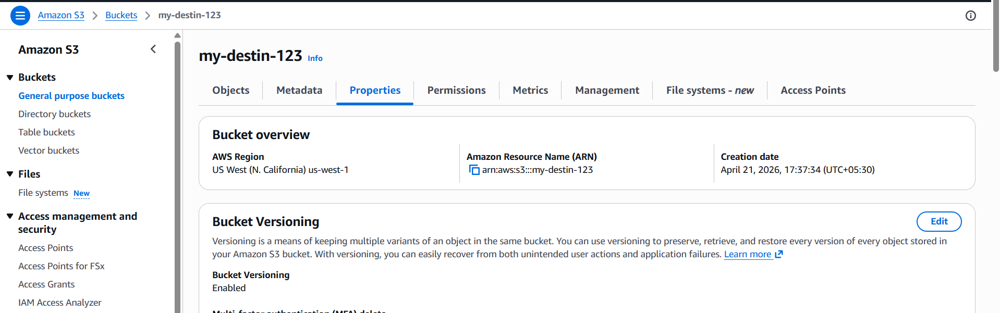 Amazon S3 > Buckets > my-destin-123
Amazon S3
Buckets
General purpose buckets
Directory buckets
Table buckets
Vector buckets
Files
File systems New
Access management and
security
Access Points
Access Points for FSx
Access Grants
IAM Access Analyzer
my-destin-123 Info
Objects Metadata Properties Permissions Metrics Management File systems - new Access Points
Bucket overview
AWS Region
US West (N. California) us-west-1
Amazon Resource Name (ARN)
arn:aws:s3:::my-destin-123
Creation date
April 21, 2026, 17:37:34 (UTC+05:30)
Bucket Versioning
Edit
Versioning is a means of keeping multiple variants of an object in the same bucket. You can use versioning to preserve, retrieve, and restore every version of every object stored in
your Amazon S3 bucket. With versioning, you can easily recover from both unintended user actions and application failures. Learn more
Bucket Versioning
Enabled
Multi-factor authentication (MFA) delete